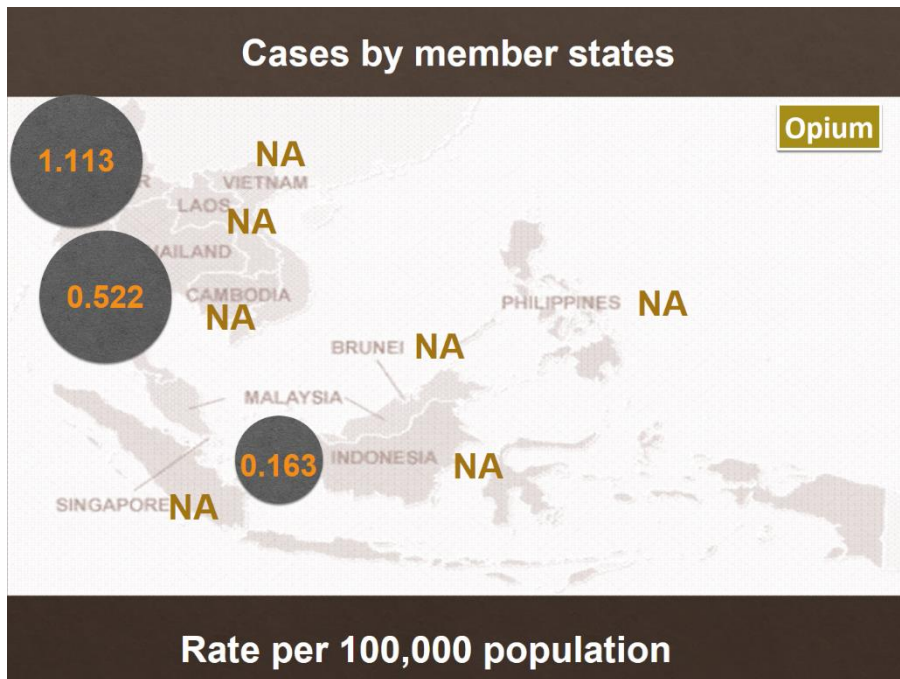 Cases by member states
Opium
1.113
NA
R
VIETNAM
LAOS
NA
AILAND
0.522
CAMBODIA
NA
PHILIPPINES
NA
BRUNEI
NA
MALAYSIA
0.163
INDONESIA
NA
SINGAPORE
NA
Rate per 100,000 population